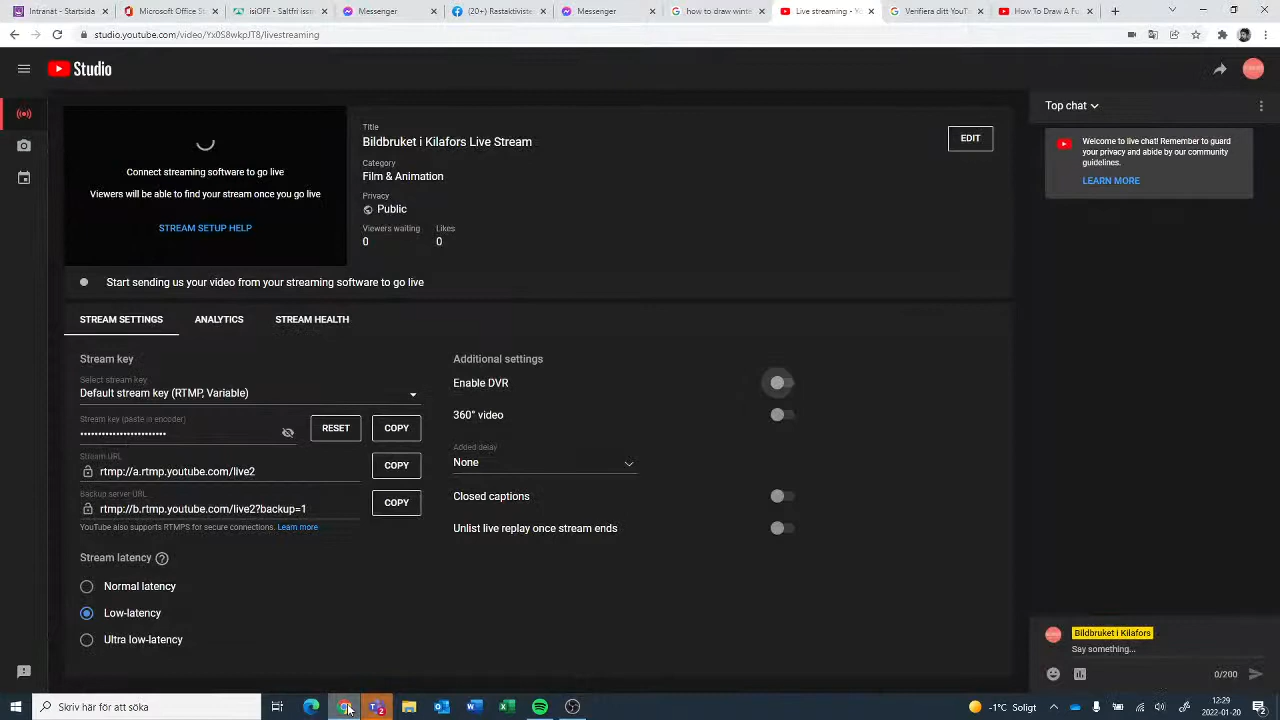 Intranat - Startsida
Microsoft Office St
isiOFF - Saltfri isss
Messenger
(20+) Rastaktivister
Messenger
how to draw winter
Live streaming - Yo
Verifiera ditt YouT
How To Draw A Fu
studio.youtube.com/video/Yx0S8wkpJT8/livestreaming
Studio
Top chat
Title
Bildbruket i Kilafors Live Stream
EDIT
Category
Film & Animation
Privacy
Public
Viewers waiting
Likes
0
0
Connect streaming software to go live
Viewers will be able to find your stream once you go live
STREAM SETUP HELP
Welcome to live chat! Remember to guard
your privacy and abide by our community
guidelines.
LEARN MORE
Start sending us your video from your streaming software to go live
STREAM SETTINGS
ANALYTICS
STREAM HEALTH
Stream key
Select stream key
Default stream key (RTMP, Variable)
Stream key (paste in encoder)
RESET
COPY
Stream URL
rtmp://a.rtmp.youtube.com/live2
COPY
Backup server URL
rtmp://b.rtmp.youtube.com/live2?backup=1
COPY
YouTube also supports RTMPS for secure connections. Learn more
Stream latency
Normal latency
Low-latency
Ultra low-latency
Additional settings
Enable DVR
360° video
Added delay
None
Closed captions
Unlist live replay once stream ends
Bildbruket i Kilafors
Say something...
0/200
Skriv här för att söka
-1°C Soligt
12:29
2022-01-20